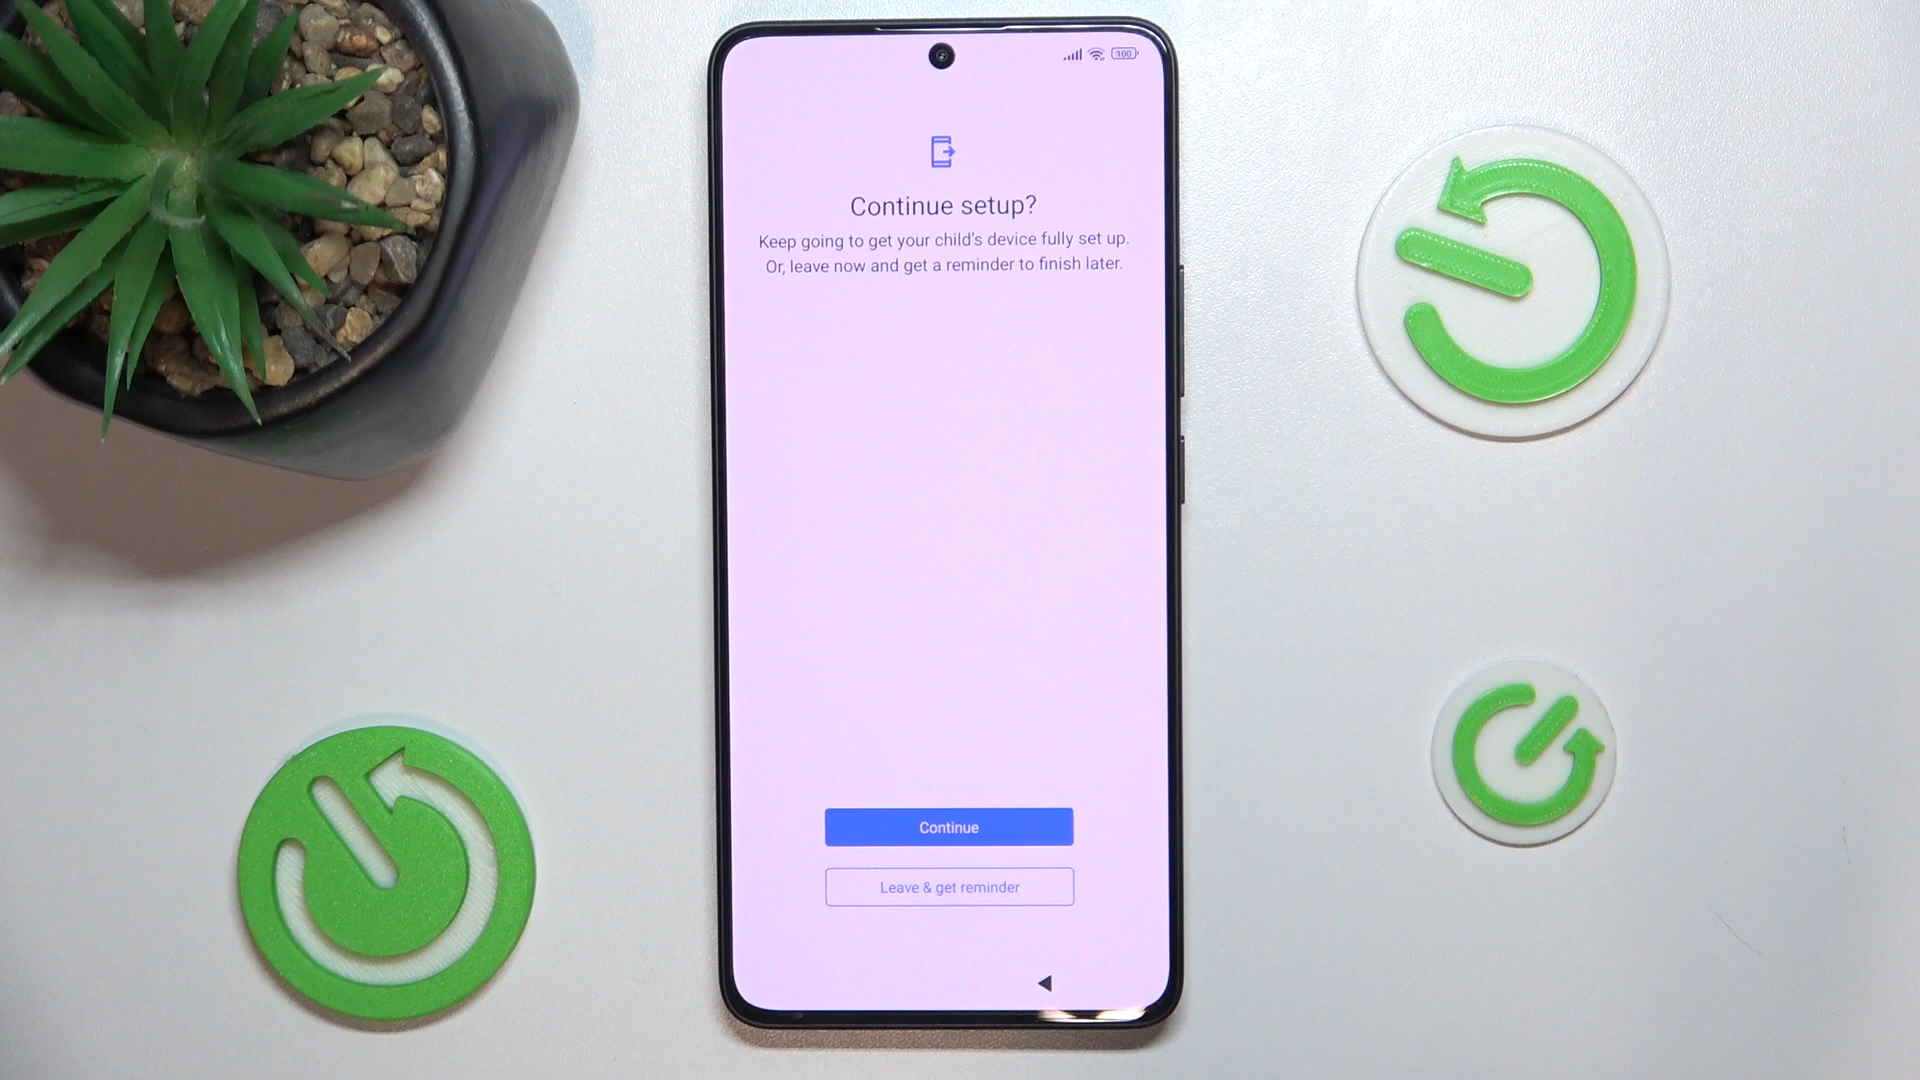 100
Continue setup?
Keep going to get your child's device fully set up.
Or, leave now and get a reminder to finish later.
Continue
Leave & get reminder